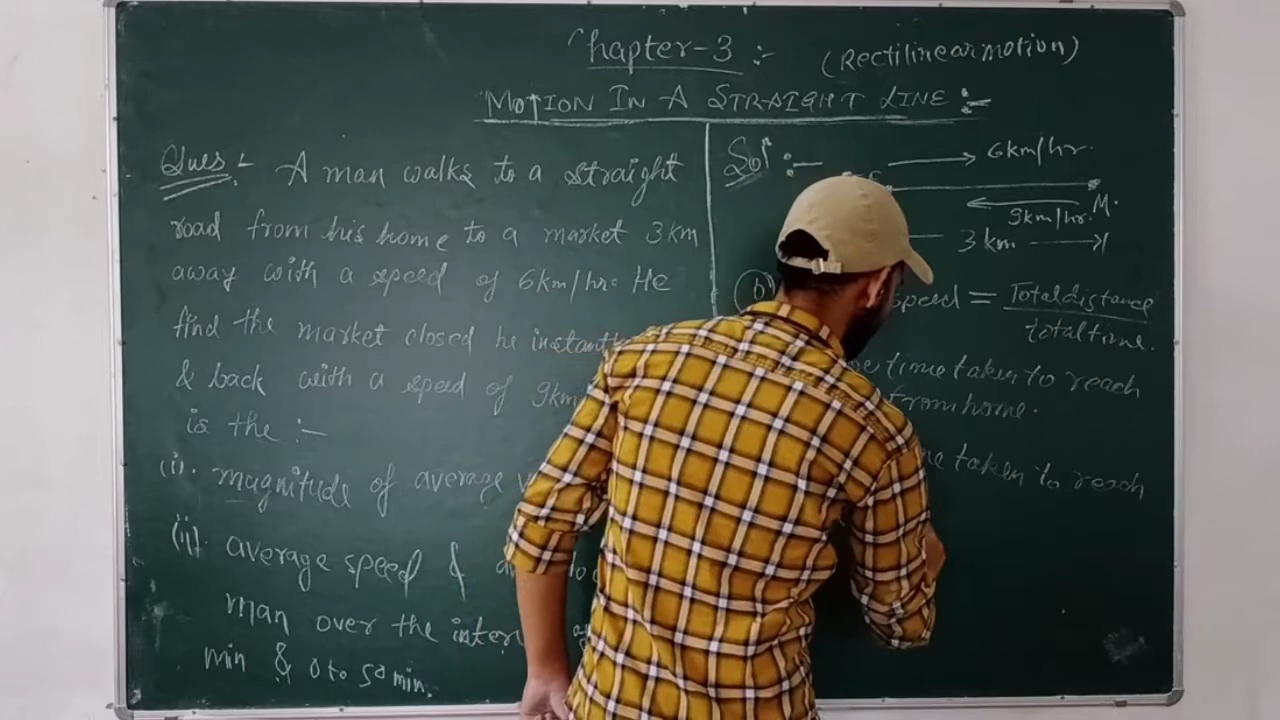 Chapter-3 :- (Rectilinear motion)
MOTION IN A STRAIGHT LINE :-
Ques :- A man walks to a straight
road from his home to a market 3km
away with a speed of 6km/hr. He
find the market closed he
& back with a speed of
is the :-
(i). magnitude of average
(ii). average speed &
man over the
min & 0 to 50 min.
Sol :-
6km/hr.
9km/hr. M.
3 km
(b) speed = Total distance
total time.
time taken to reach
from home.
taken to reach